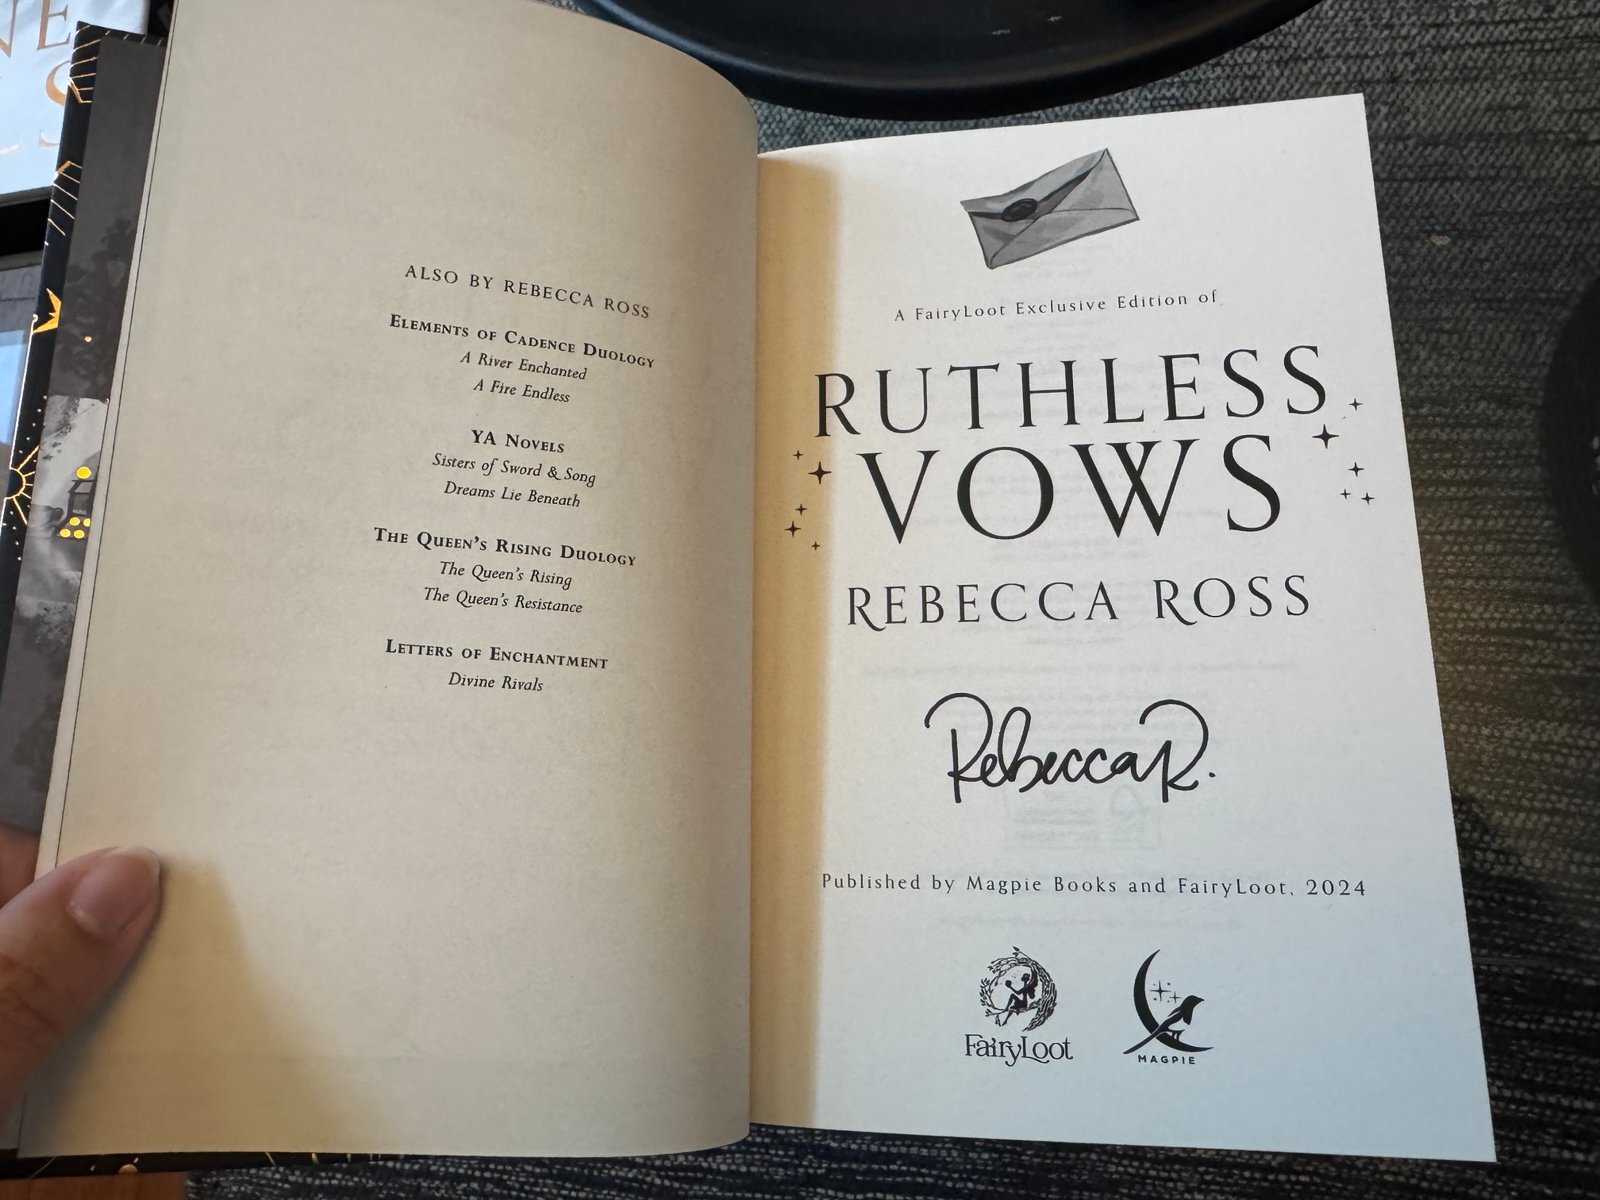 NE
S
ALSO BY REBECCA ROSS
ELEMENTS OF CADENCE DUOLOGY
A River Enchanted
A Fire Endless
YA NOVELS
Sisters of Sword & Song
Dreams Lie Beneath
THE QUEEN'S RISING DUOLOGY
The Queen's Rising
The Queen's Resistance
LETTERS OF ENCHANTMENT
Divine Rivals
A FairyLoot Exclusive Edition of
RUTHLESS
VOWS
REBECCA ROSS
Rebecca R.
Published by Magpie Books and FairyLoot, 2024
FairyLoot
MAGPIE